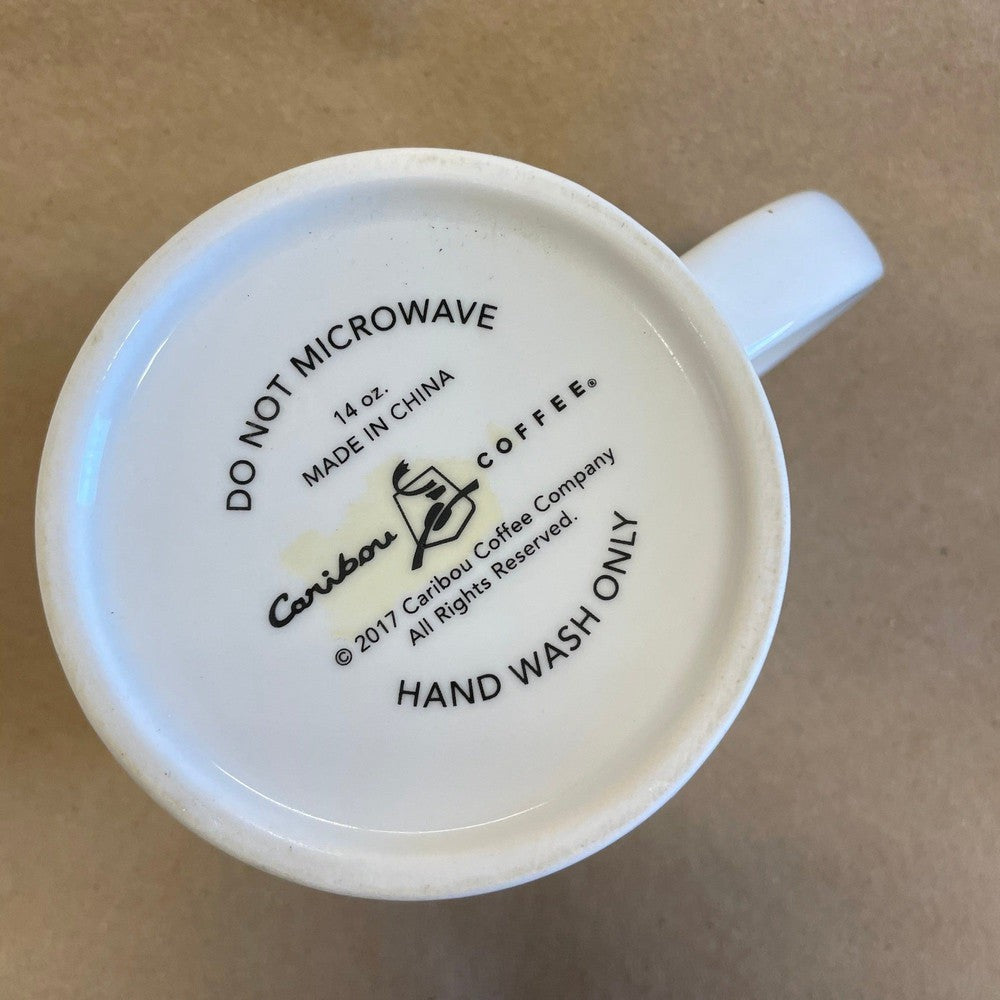 DO NOT MICROWAVE
14 oz.
MADE IN CHINA
Caribou COFFEE®
© 2017 Caribou Coffee Company
All Rights Reserved.
HAND WASH ONLY